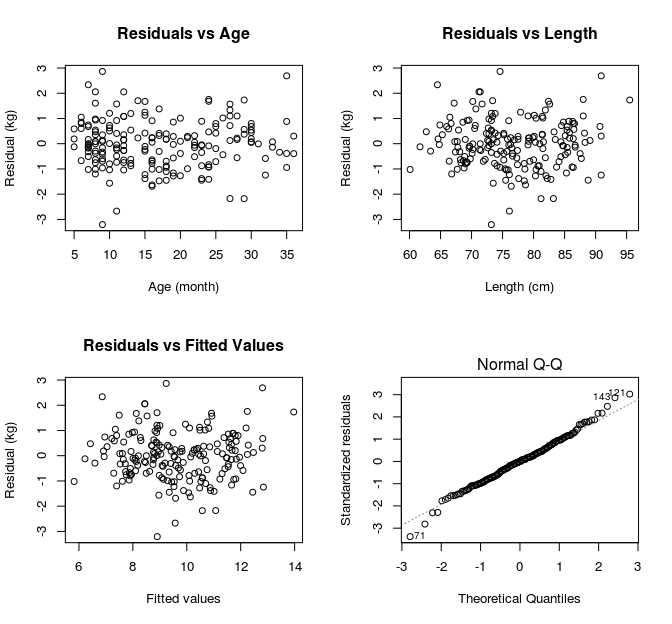 Residuals vs Age
Residual (kg)
3
2
1
0
-1
-2
-3
5 10 15 20 25 30 35
Age (month)
Residuals vs Length
Residual (kg)
3
2
1
0
-1
-2
-3
60 65 70 75 80 85 90 95
Length (cm)
Residuals vs Fitted Values
Residual (kg)
3
2
1
0
-1
-2
-3
6 8 10 12 14
Fitted values
Normal Q-Q
Standardized residuals
3
2
1
0
-1
-2
-3
143
121
71
-3 -2 -1 0 1 2 3
Theoretical Quantiles